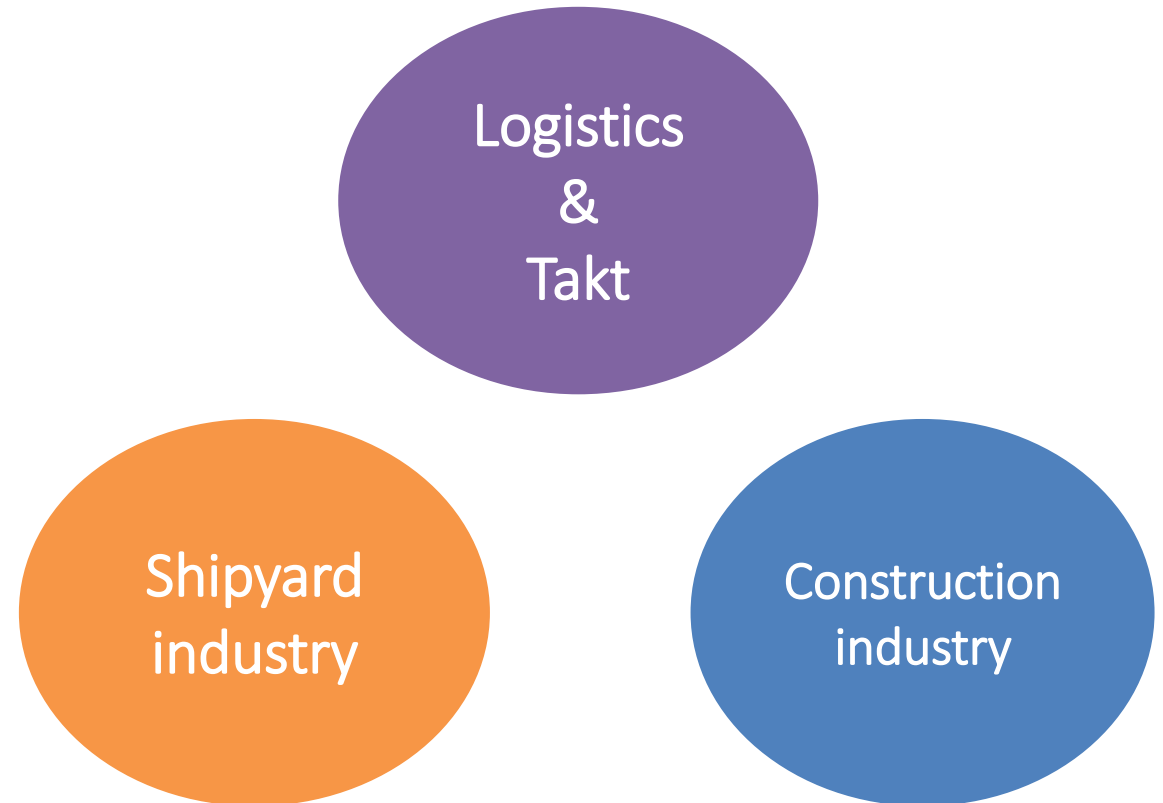 Logistics
&
Takt
Shipyard
industry
Construction
industry